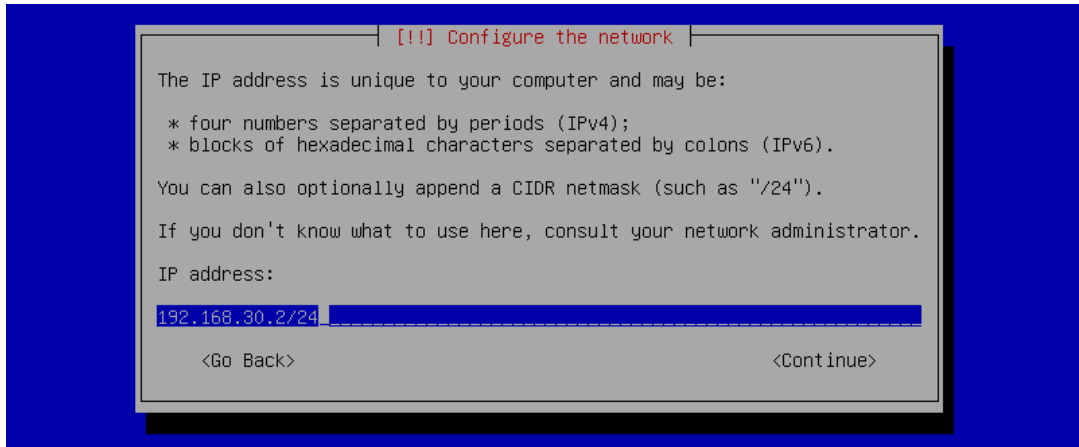 [!!] Configure the network
The IP address is unique to your computer and may be:
* four numbers separated by periods (IPv4);
* blocks of hexadecimal characters separated by colons (IPv6).
You can also optionally append a CIDR netmask (such as "/24").
If you don't know what to use here, consult your network administrator.
IP address:
192.168.30.2/24
<Go Back> <Continue>